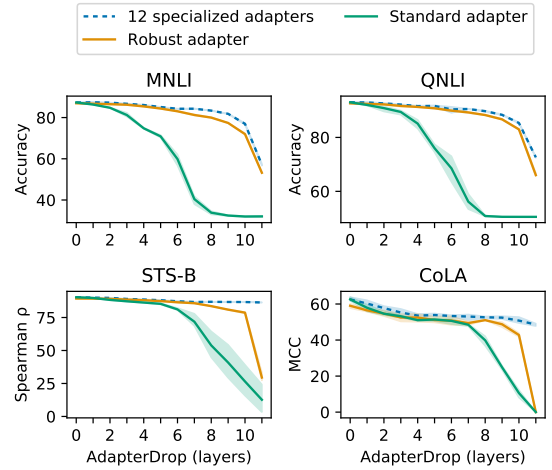 12 specialized adapters
Standard adapter
Robust adapter
MNLI
Accuracy
80
60
40
0 2 4 6 8 10
QNLI
Accuracy
80
60
0 2 4 6 8 10
STS-B
Spearman ρ
75
50
25
0
0 2 4 6 8 10
AdapterDrop (layers)
CoLA
MCC
60
40
20
0
0 2 4 6 8 10
AdapterDrop (layers)